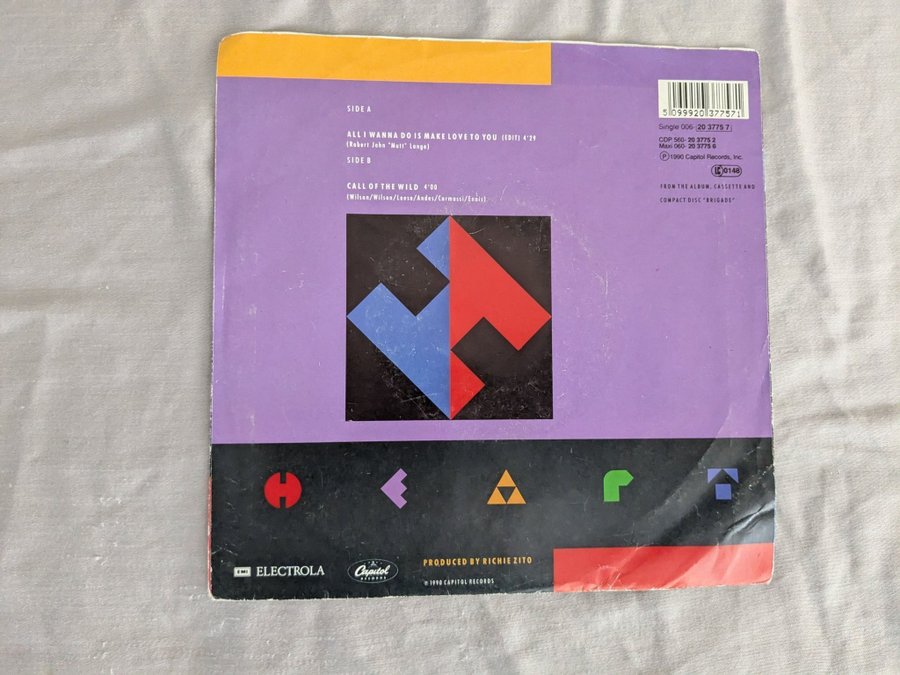 SIDE A
ALL I WANNA DO IS MAKE LOVE TO YOU (EDIT) 4'29
(Robert John "Mutt" Lange)
SIDE B
CALL OF THE WILD 4'00
(Wilson/Wilson/Leese/Andes/Carmassi/Ennis)
5 099920 377571
Single 006- 20 3775 7
CDP 560- 20 3775 2
Maxi 060- 20 3775 6
Ⓟ 1990 Capitol Records, Inc.
LC 0148
FROM THE ALBUM, CASSETTE AND
COMPACT DISC "BRIGADE"
H E A R T
EMI ELECTROLA
Capitol
RECORDS
PRODUCED BY RICHIE ZITO
℗ 1990 CAPITOL RECORDS